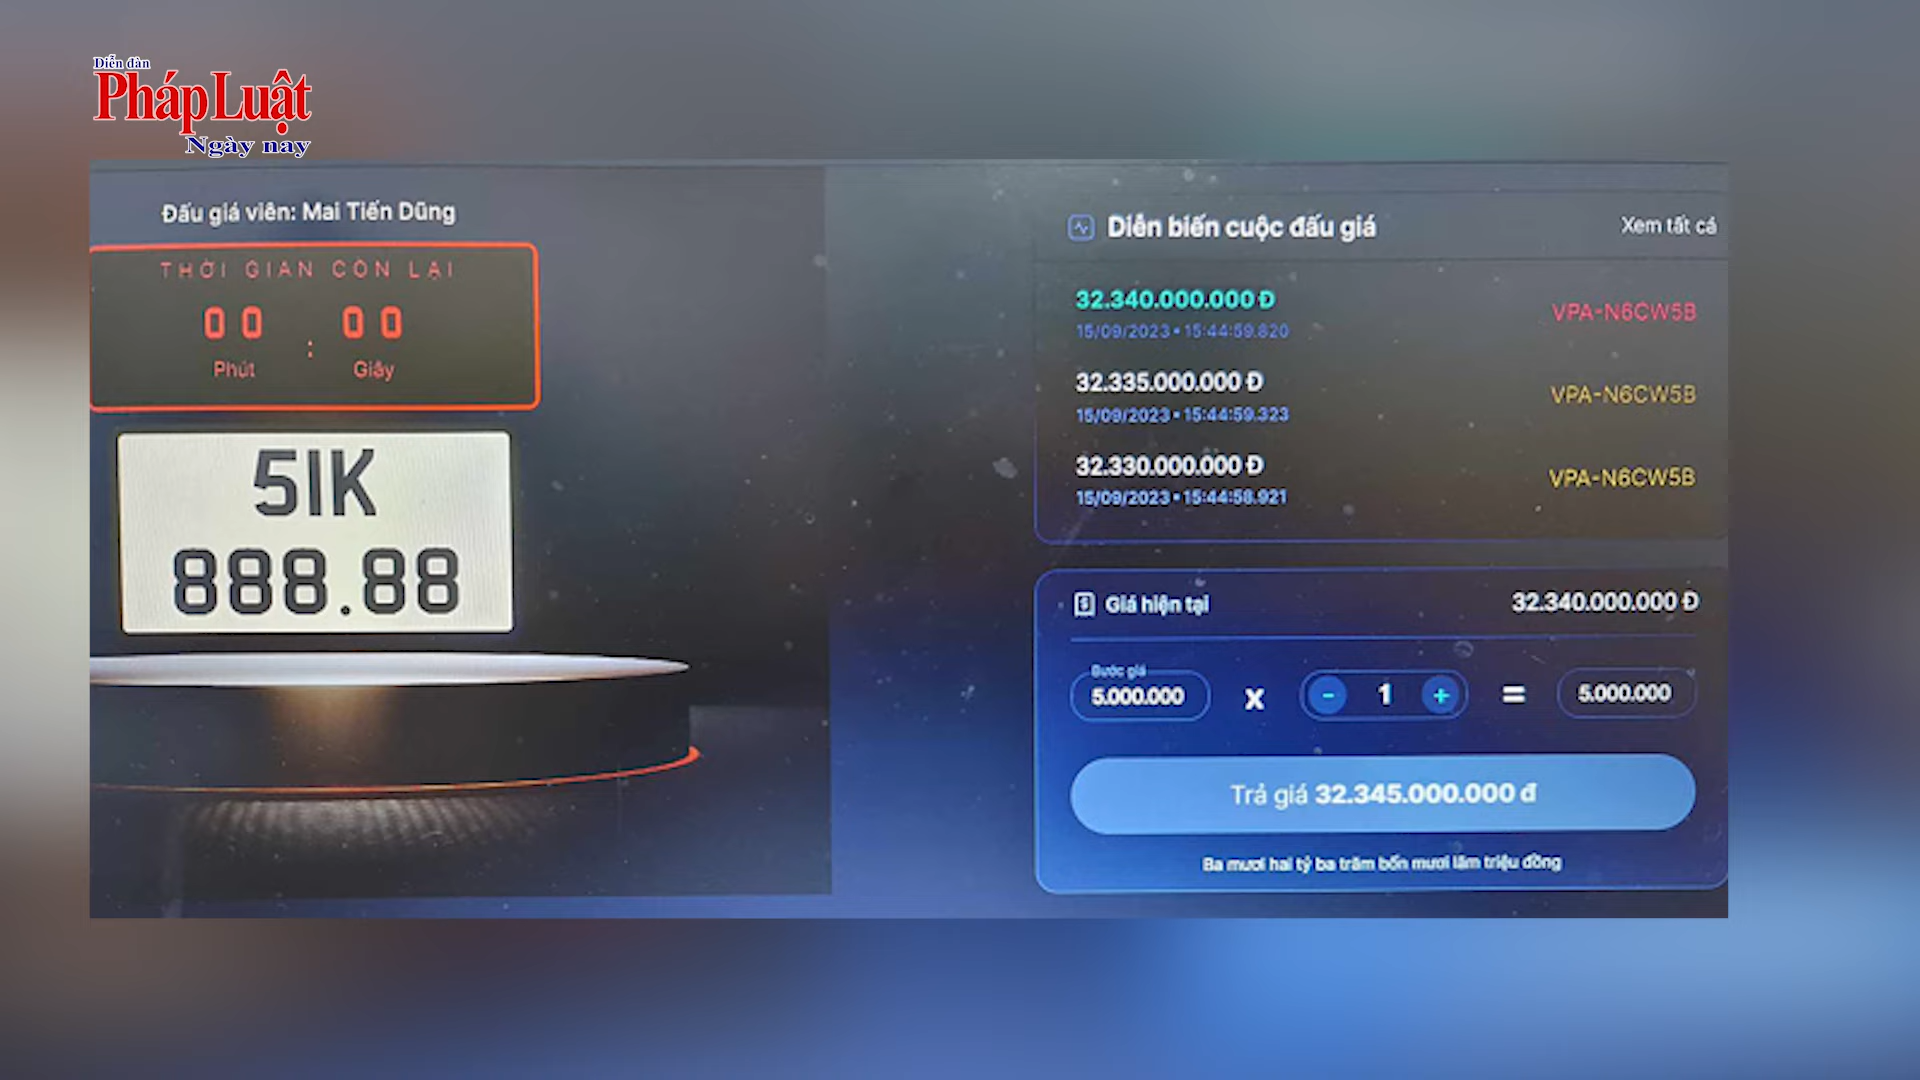 Diễn đàn
Pháp Luật
Ngày nay
Đấu giá viên: Mai Tiến Dũng
THỜI GIAN CÒN LẠI
00 : 00
Phút Giây
51K
888.88
Diễn biến cuộc đấu giá
Xem tất cả
32.340.000.000 Đ
VPA-N6CW5B
15/09/2023 • 15:44:59.820
32.335.000.000 Đ
VPA-N6CW5B
15/09/2023 • 15:44:59.323
32.330.000.000 Đ
VPA-N6CW5B
15/09/2023 • 15:44:58.921
Giá hiện tại
32.340.000.000 Đ
Bước giá
5.000.000 x - 1 + = 5.000.000
Trả giá 32.345.000.000 đ
Ba mươi hai tỷ ba trăm bốn mươi lăm triệu đồng